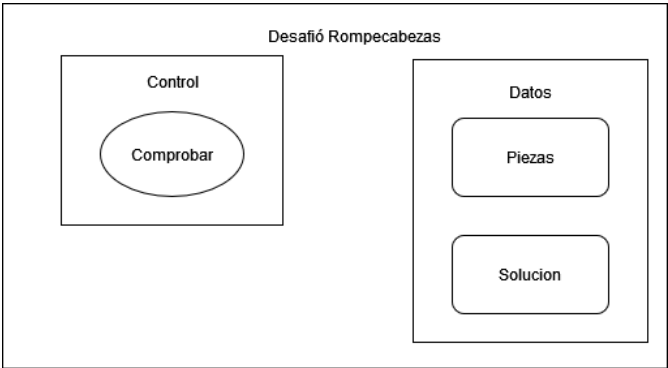 Desafió Rompecabezas
Control
Comprobar
Datos
Piezas
Solucion